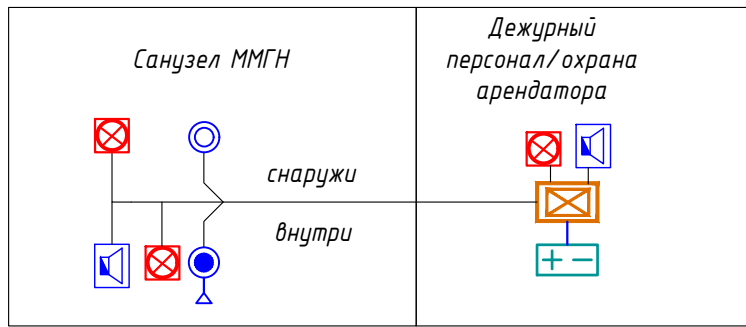 Санузел ММГН
Дежурный
персонал/охрана
арендатора
снаружи
внутри
+ −